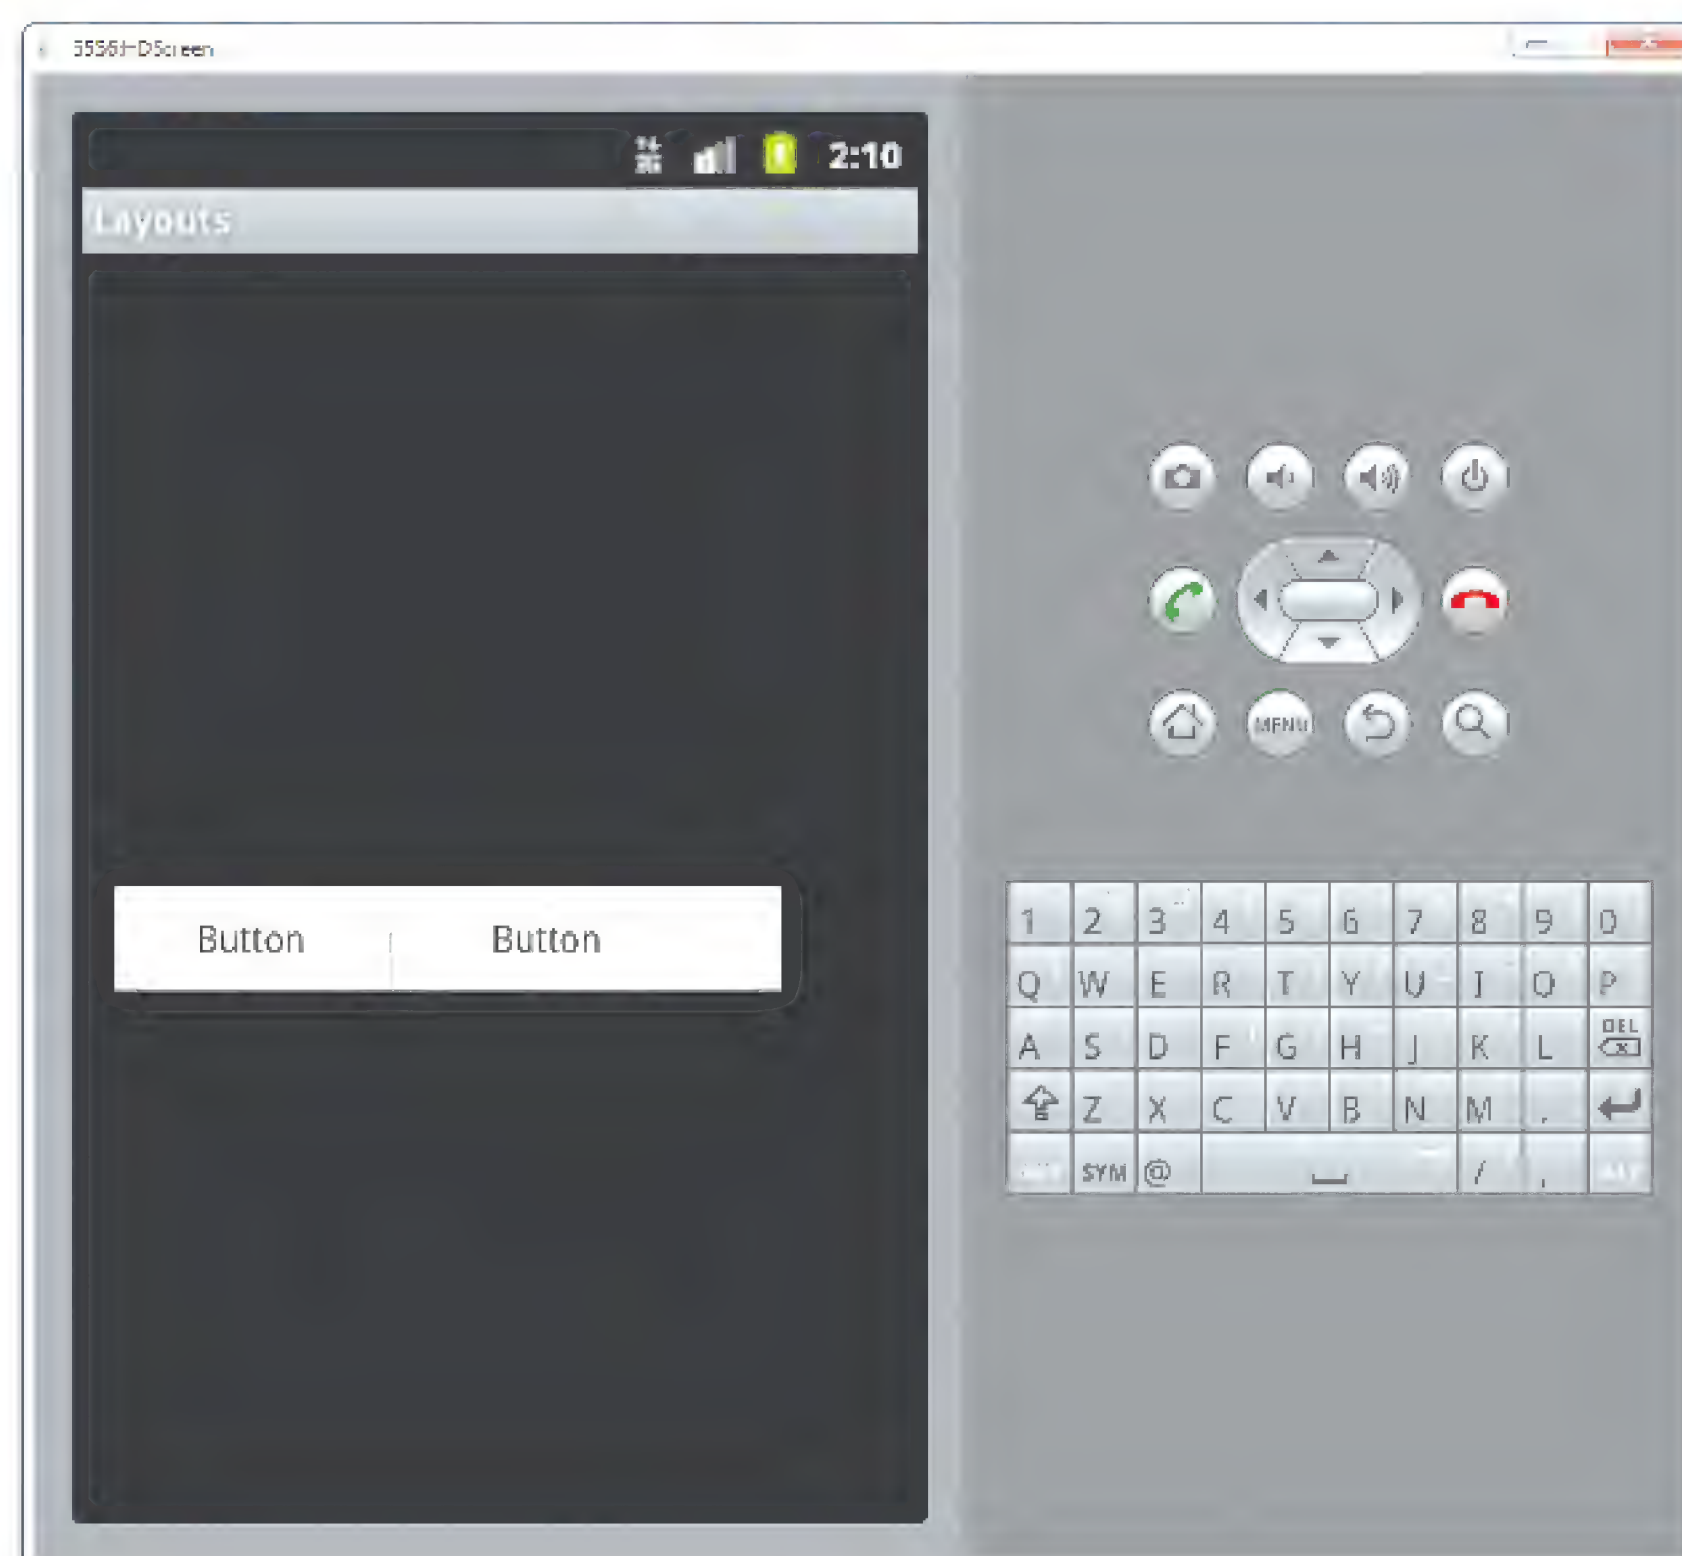 2:10
Layouts
Button Button
MENU
1 2 3 4 5 6 7 8 9 0
Q W E R T Y U I O P
A S D F G H J K L DEL
Z X C V B N M .
SYM @ / ,